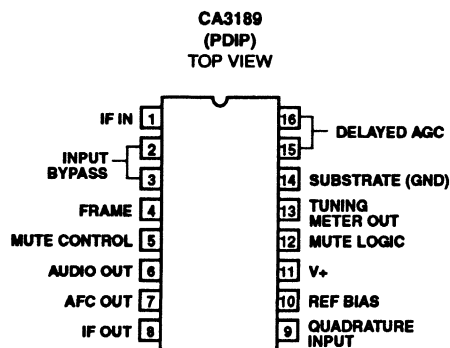 CA3189
(PDIP)
TOP VIEW
IF IN 1
INPUT BYPASS 2
3
FRAME 4
MUTE CONTROL 5
AUDIO OUT 6
AFC OUT 7
IF OUT 8
16 DELAYED AGC
15
14 SUBSTRATE (GND)
13 TUNING
METER OUT
12 MUTE LOGIC
11 V+
10 REF BIAS
9 QUADRATURE
INPUT